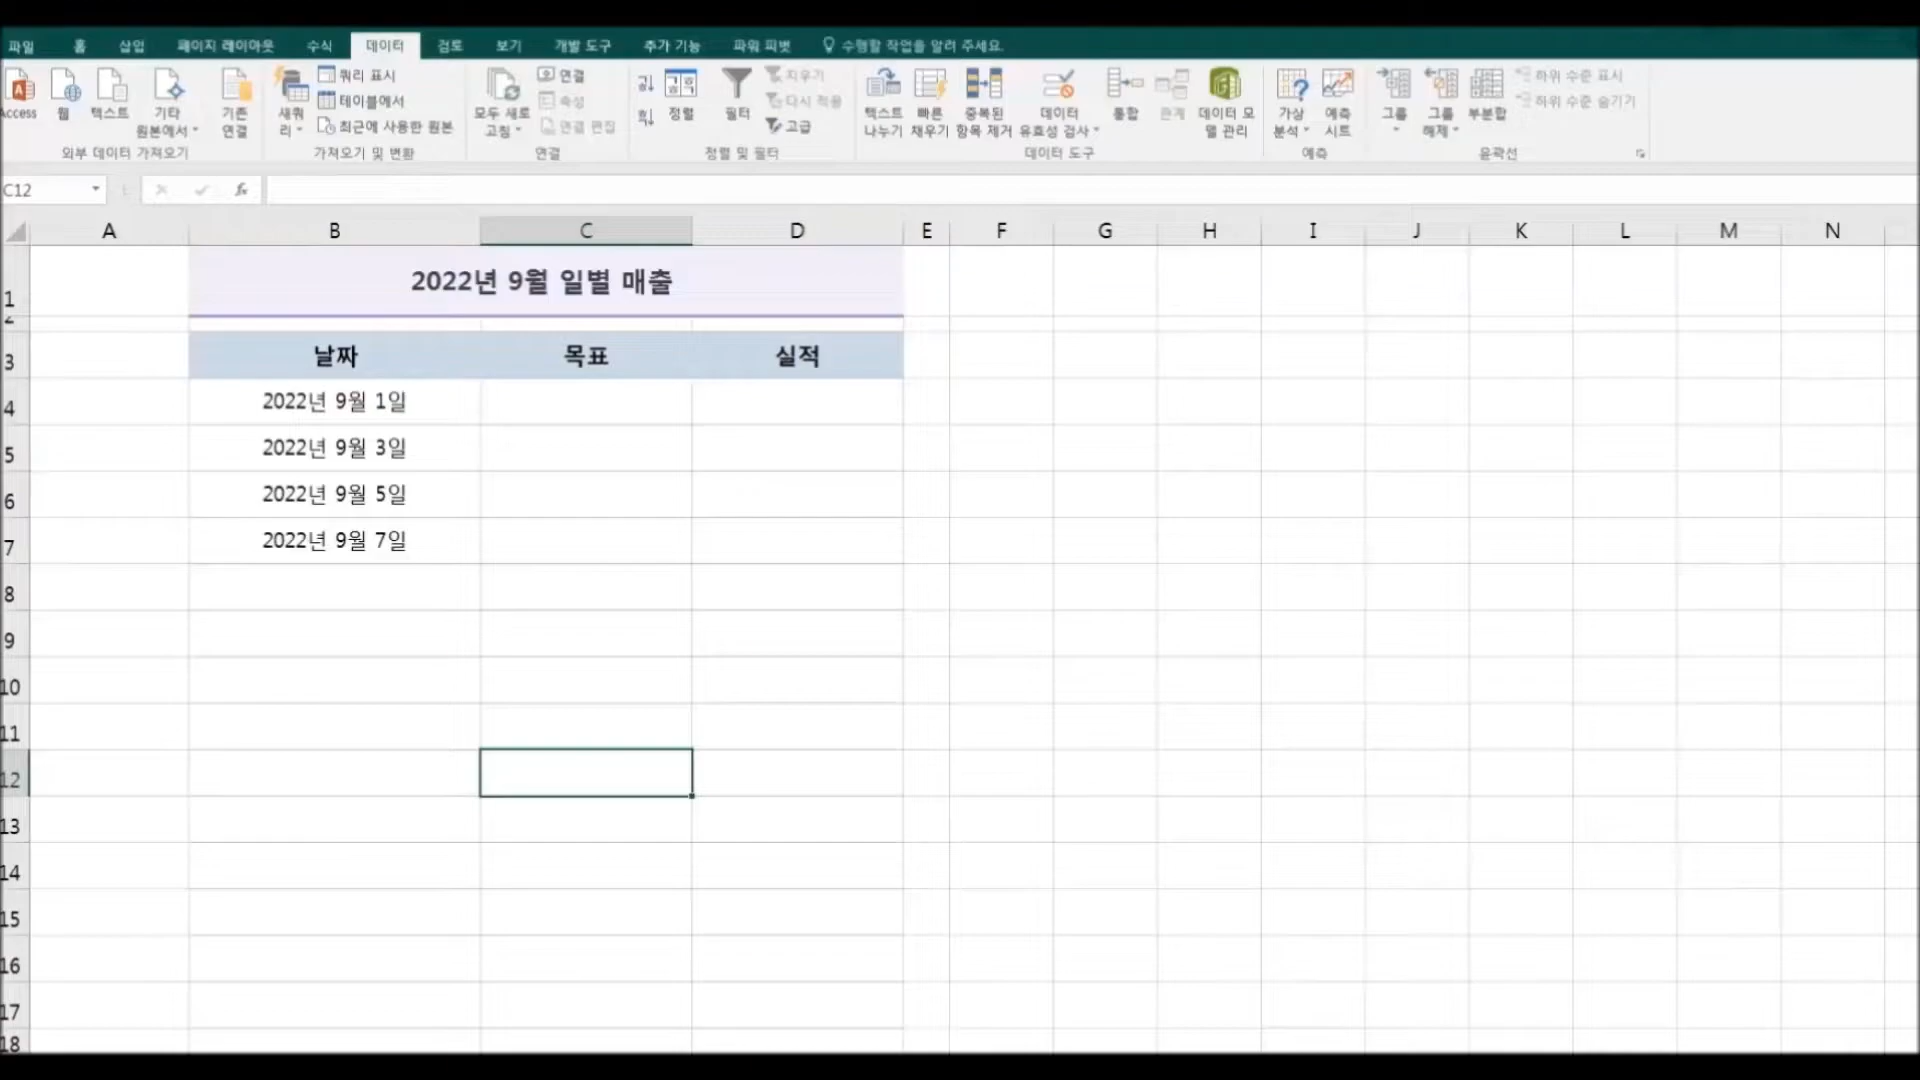 파일 홈 삽입 페이지 레이아웃 수식 데이터 검토 보기 개발 도구 추가 기능 파워 피벗 수행할 작업을 알려 주세요.
Access 웹 텍스트 기타 원본에서 기존 연결 새 쿼리 쿼리 표시 모두 새로 고침 연결 정렬 필터 지우기 텍스트 나누기 빠른 채우기 중복된 항목 제거 데이터 유효성 검사 통합 관계 데이터 모델 관리 가상 분석 예측 시트 그룹 그룹 해제 부분합 하위 수준 표시
테이블에서 속성 다시 적용 하위 수준 숨기기
최근에 사용한 원본 연결 편집 고급
외부 데이터 가져오기 가져오기 및 변환 연결 정렬 및 필터 데이터 도구 예측 윤곽선
C12 fx
A B C D E F G H I J K L M N
1 2022년 9월 일별 매출
2
3 날짜 목표 실적
4 2022년 9월 1일
5 2022년 9월 3일
6 2022년 9월 5일
7 2022년 9월 7일
8
9
10
11
12
13
14
15
16
17
18